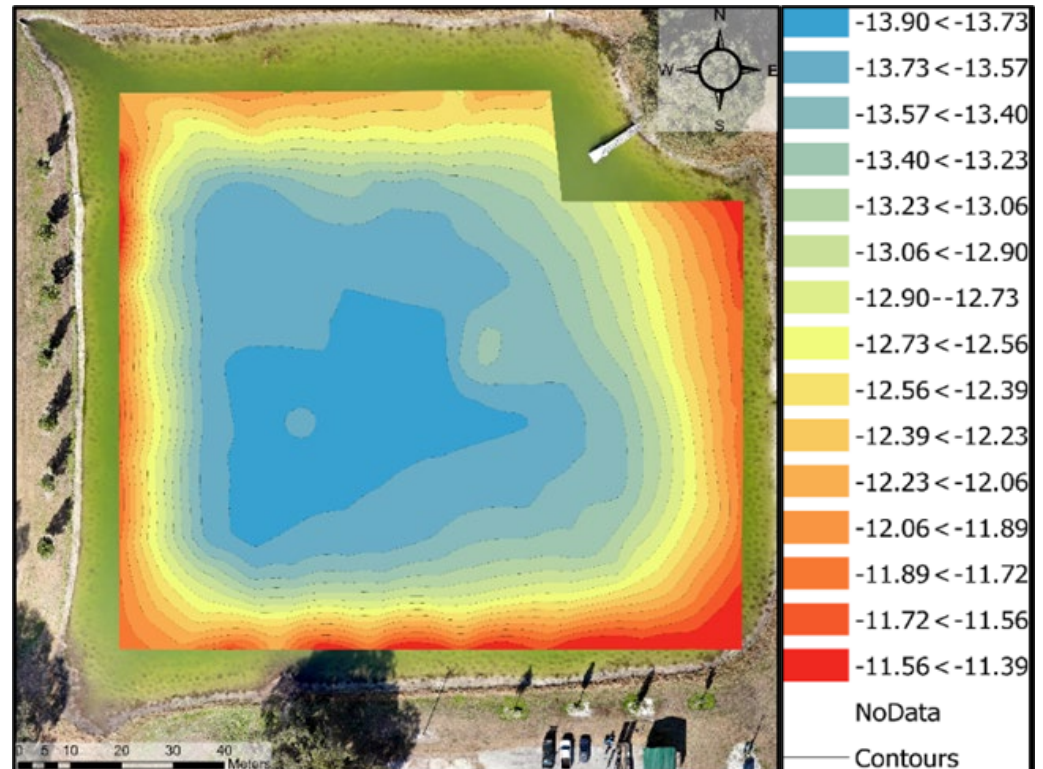 N
W E
S
0 5 10 20 30 40
Meters
-13.90 < -13.73
-13.73 < -13.57
-13.57 < -13.40
-13.40 < -13.23
-13.23 < -13.06
-13.06 < -12.90
-12.90--12.73
-12.73 < -12.56
-12.56 < -12.39
-12.39 < -12.23
-12.23 < -12.06
-12.06 < -11.89
-11.89 < -11.72
-11.72 < -11.56
-11.56 < -11.39
NoData
Contours